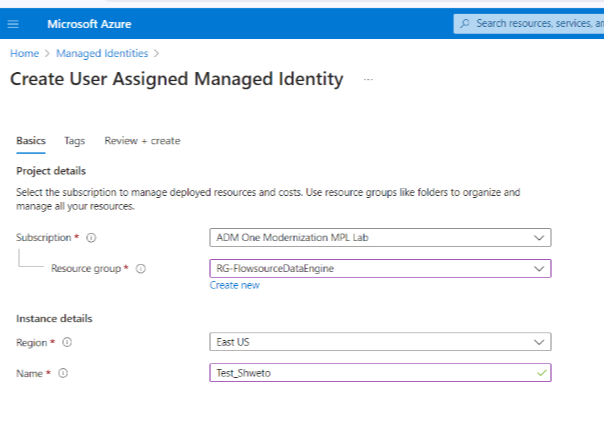 Microsoft Azure
Search resources, services, an
Home > Managed Identities >
Create User Assigned Managed Identity ...
Basics Tags Review + create
Project details
Select the subscription to manage deployed resources and costs. Use resource groups like folders to organize and
manage all your resources.
Subscription * ADM One Modernization MPL Lab
Resource group * RG-FlowsourceDataEngine
Create new
Instance details
Region * East US
Name * Test_Shweto